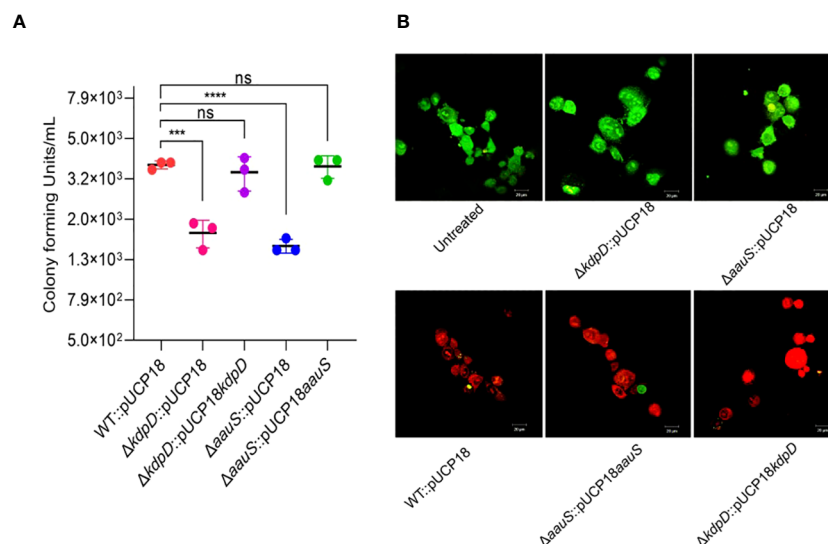 A
Colony forming Units/mL
7.9×10³
5.0×10³
3.2×10³
2.0×10³
1.3×10³
7.9×10²
5.0×10²
ns
****
ns
***
WT::pUCP18
ΔkdpD::pUCP18
ΔkdpD::pUCP18kdpD
ΔaauS::pUCP18
ΔaauS::pUCP18aauS
B
Untreated
ΔkdpD::pUCP18
ΔaauS::pUCP18
WT::pUCP18
ΔaauS::pUCP18aauS
ΔkdpD::pUCP18kdpD